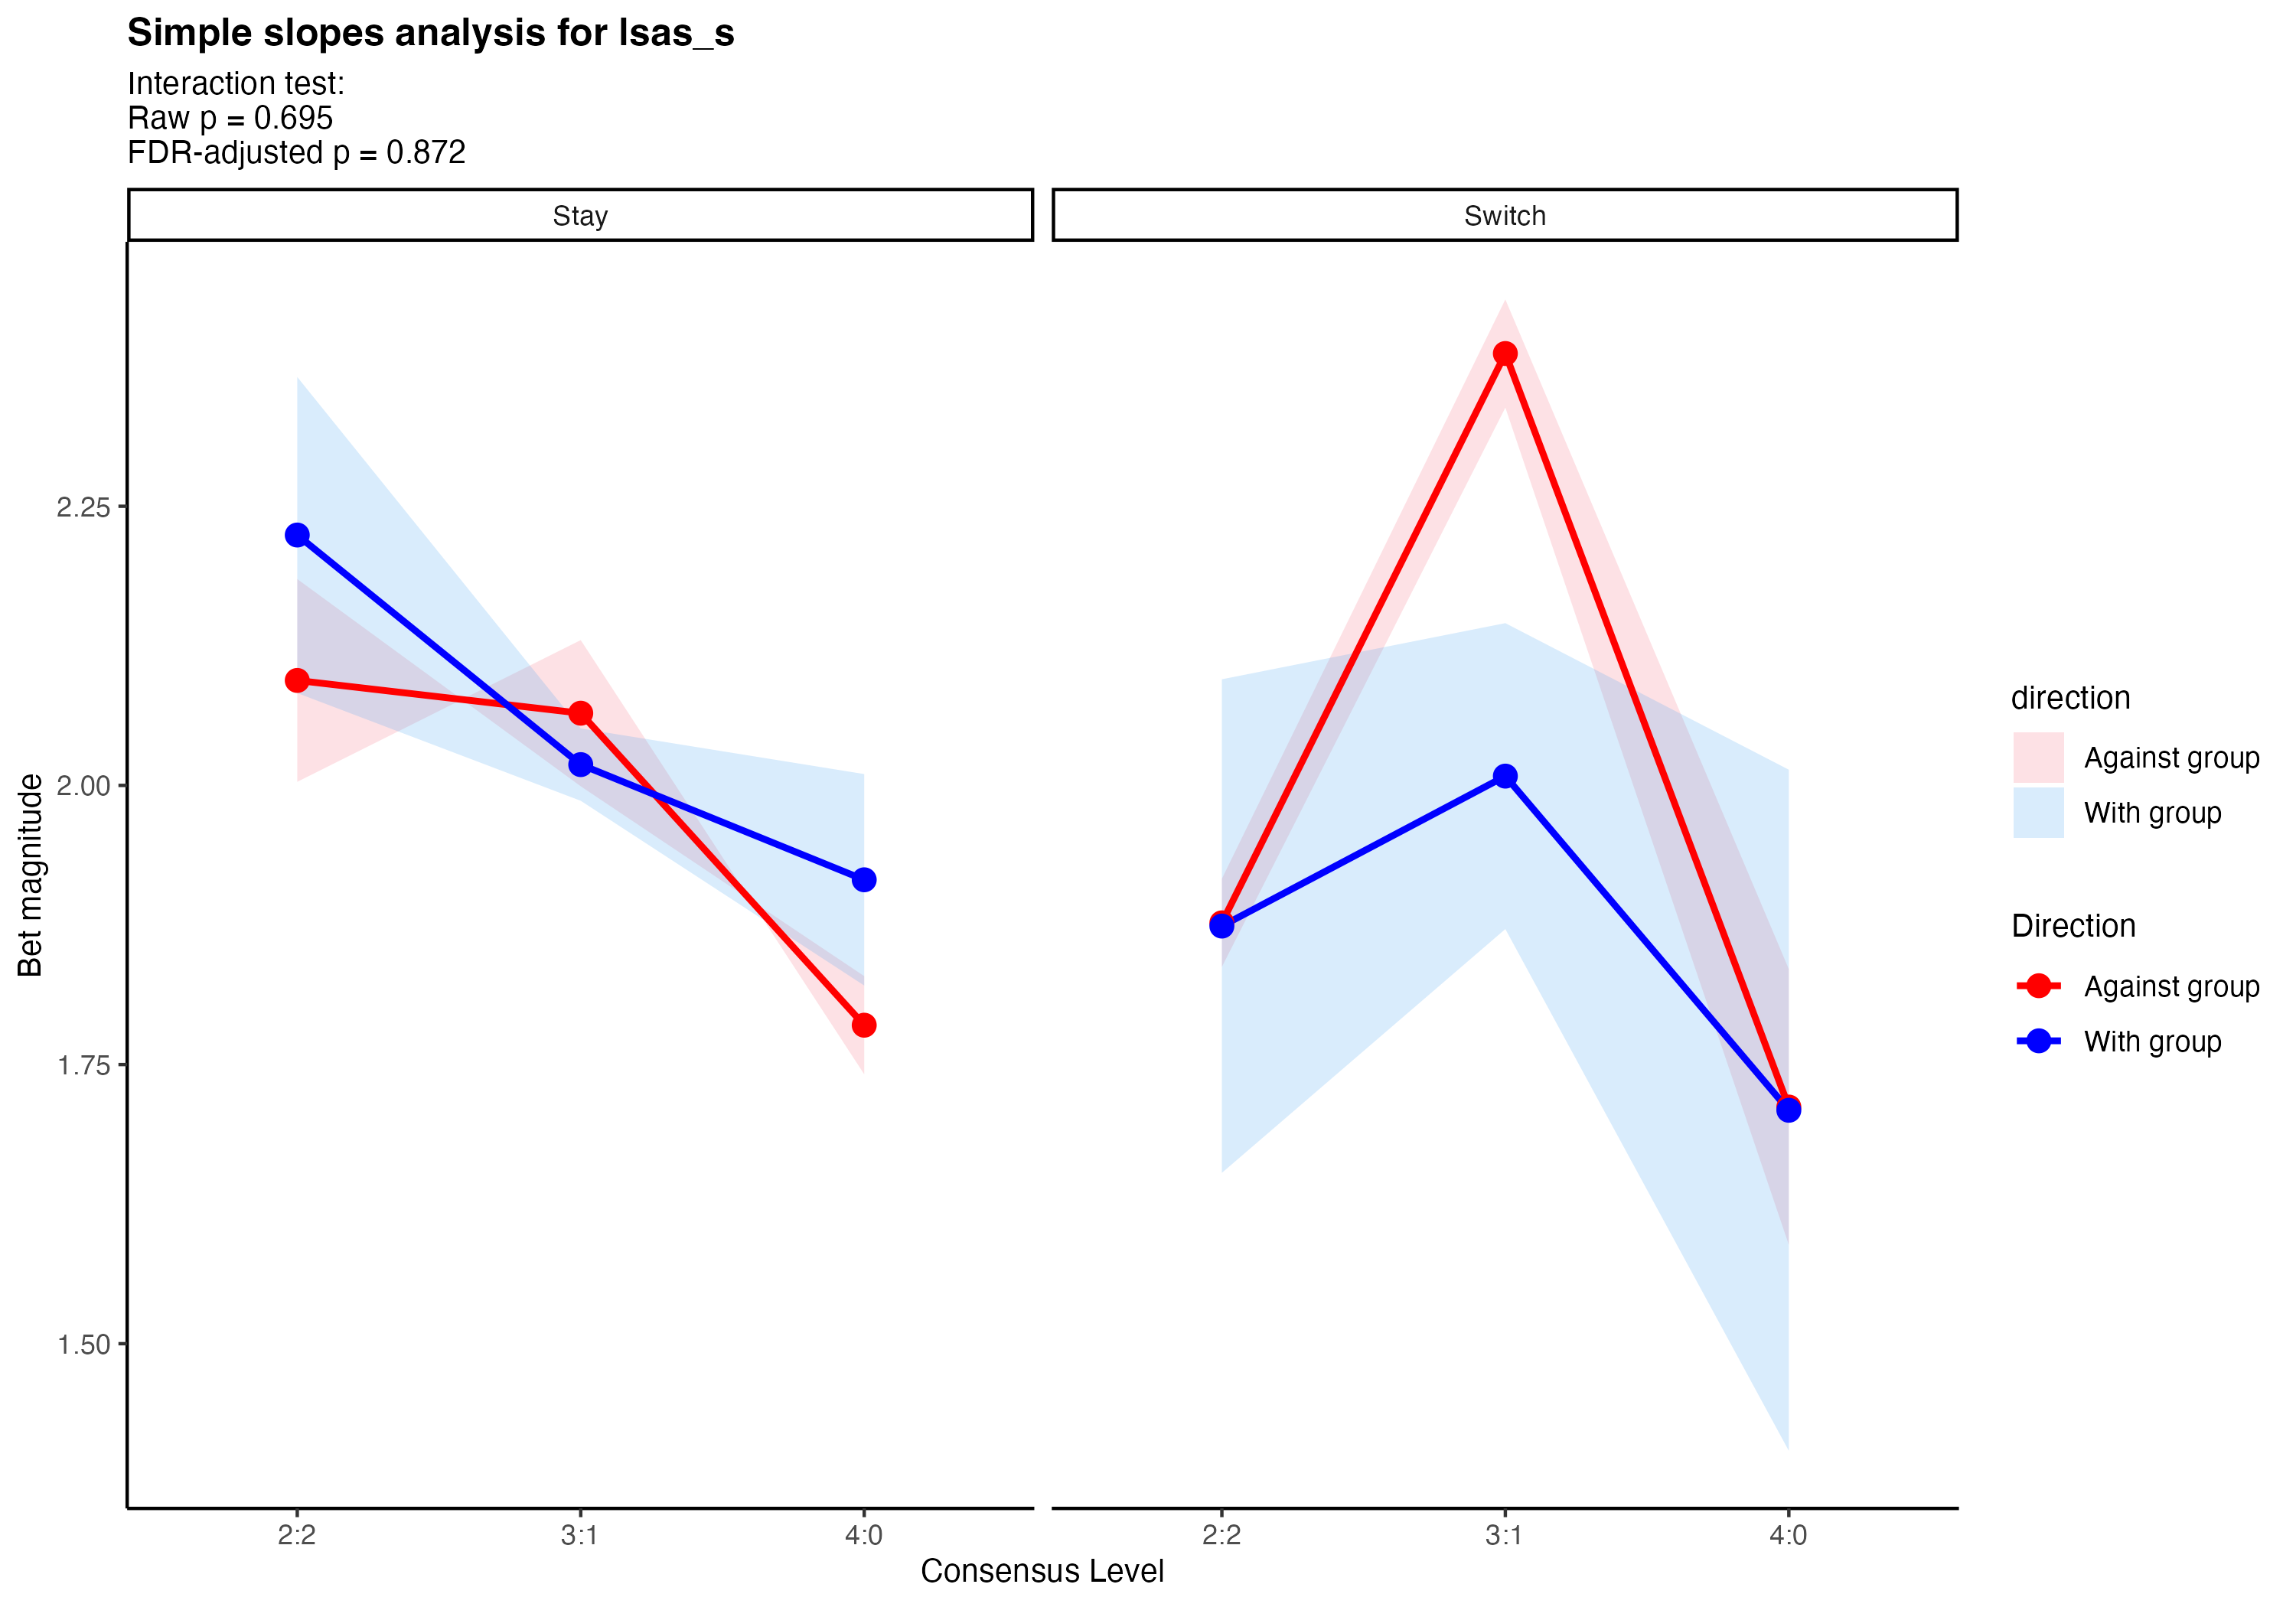 Simple slopes analysis for lsas_s
Interaction test:
Raw p = 0.695
FDR-adjusted p = 0.872
Stay
Switch
Bet magnitude
2.25
2.00
1.75
1.50
2:2
3:1
4:0
2:2
3:1
4:0
Consensus Level
direction
Against group
With group
Direction
Against group
With group